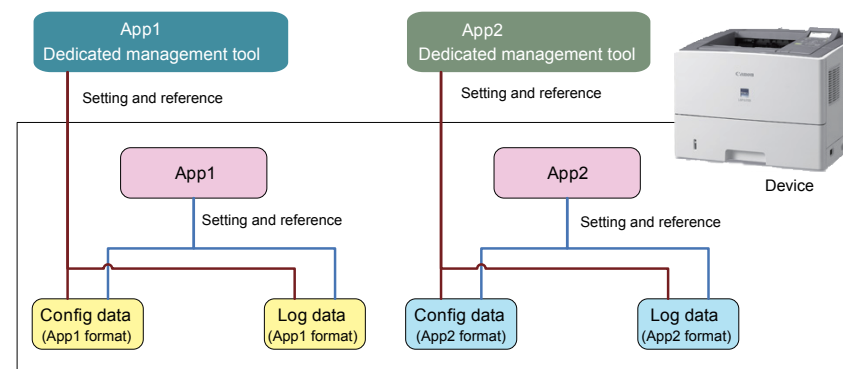 App1
Dedicated management tool
App2
Dedicated management tool
Canon
Setting and reference
Setting and reference
App1
App2
Device
Setting and reference
Setting and reference
Config data
(App1 format)
Log data
(App1 format)
Config data
(App2 format)
Log data
(App2 format)